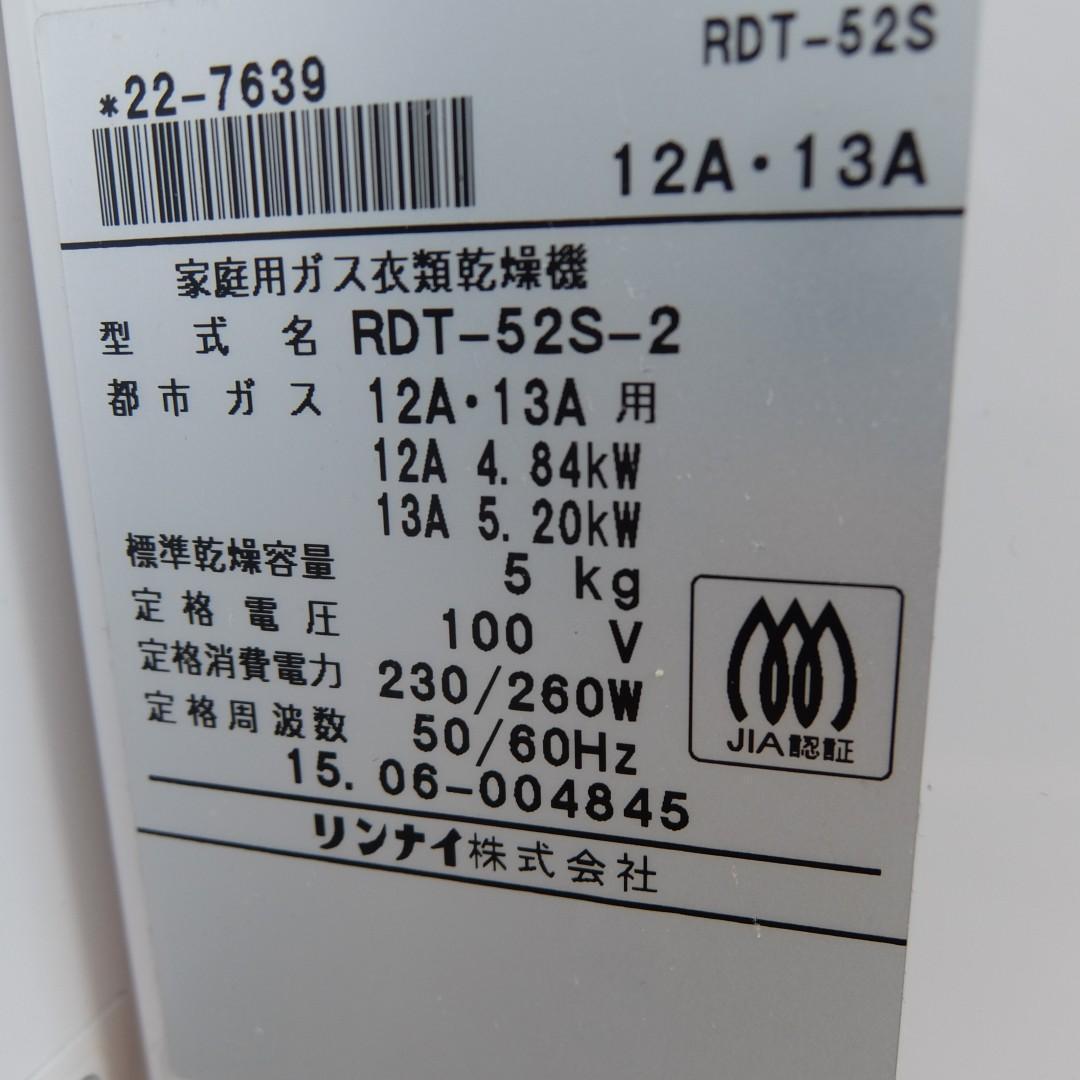 RDT-52S
*22-7639
12A・13A
家庭用ガス衣類乾燥機
型式名 RDT-52S-2
都市ガス 12A・13A用
12A 4.84kW
13A 5.20kW
標準乾燥容量 5 kg
定格電圧 100 V
定格消費電力 230/260W
定格周波数 50/60Hz
15.06-004845
JIA認証
リンナイ株式会社